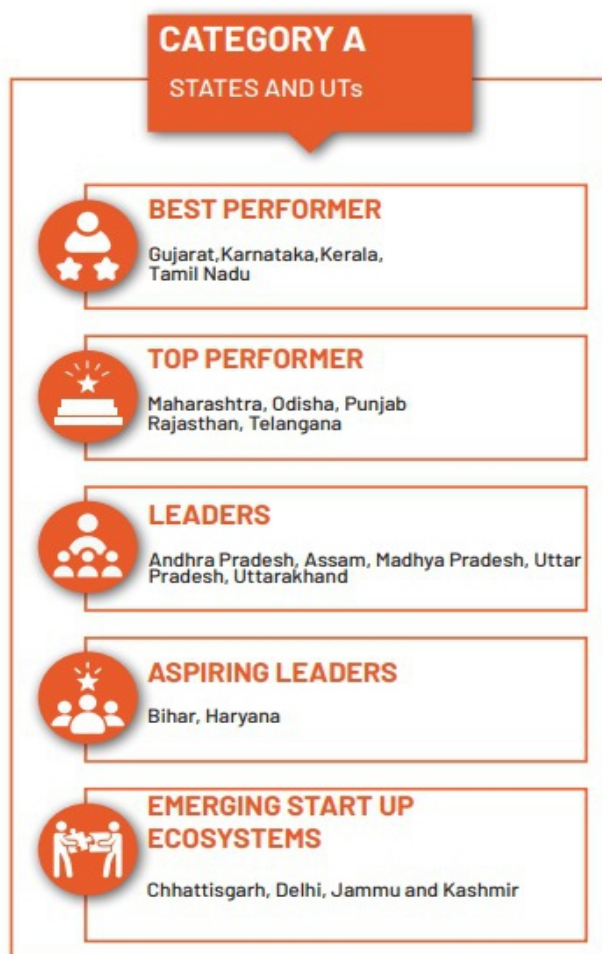 CATEGORY A
STATES AND UTs
BEST PERFORMER
Gujarat,Karnataka,Kerala,
Tamil Nadu
TOP PERFORMER
Maharashtra, Odisha, Punjab
Rajasthan, Telangana
LEADERS
Andhra Pradesh, Assam, Madhya Pradesh, Uttar
Pradesh, Uttarakhand
ASPIRING LEADERS
Bihar, Haryana
EMERGING START UP
ECOSYSTEMS
Chhattisgarh, Delhi, Jammu and Kashmir